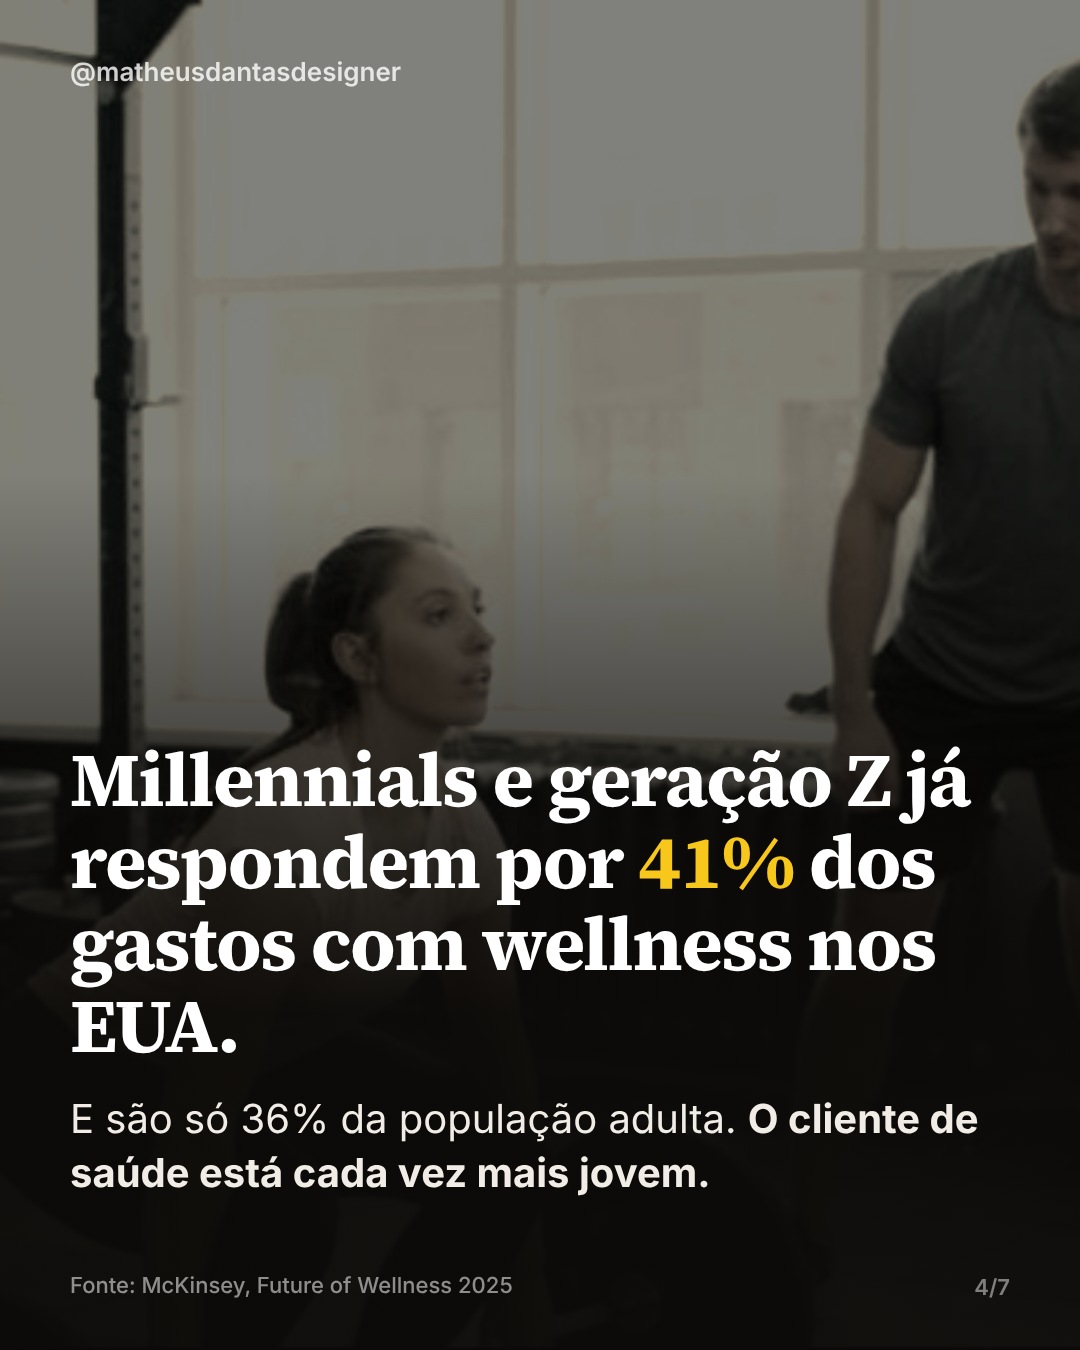 @matheusdantasdesigner
Millennials e geração Z já
respondem por 41% dos
gastos com wellness nos
EUA.
E são só 36% da população adulta. O cliente de
saúde está cada vez mais jovem.
Fonte: McKinsey, Future of Wellness 2025
4/7